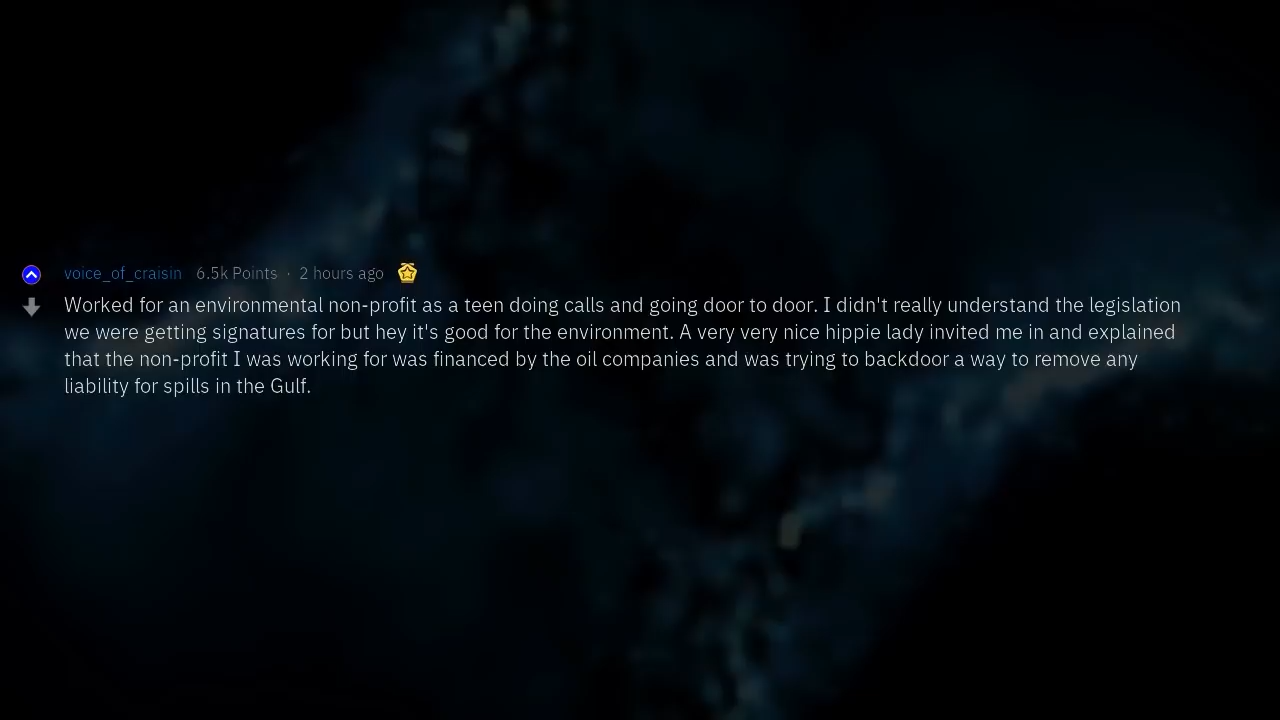 voice_of_craisin 6.5k Points · 2 hours ago
Worked for an environmental non-profit as a teen doing calls and going door to door. I didn't really understand the legislation
we were getting signatures for but hey it's good for the environment. A very very nice hippie lady invited me in and explained
that the non-profit I was working for was financed by the oil companies and was trying to backdoor a way to remove any
liability for spills in the Gulf.